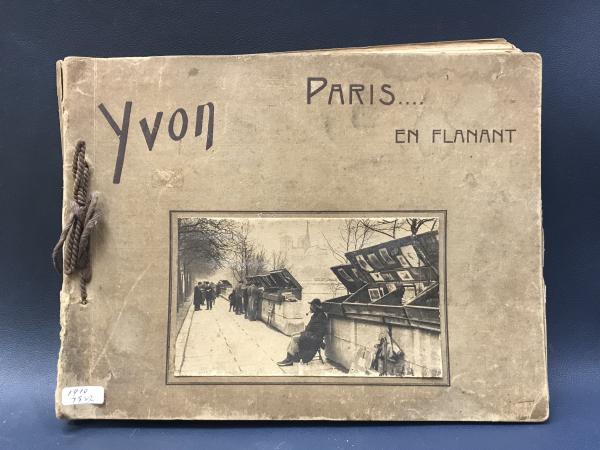 Yvon
PARIS....
EN FLANANT
1910